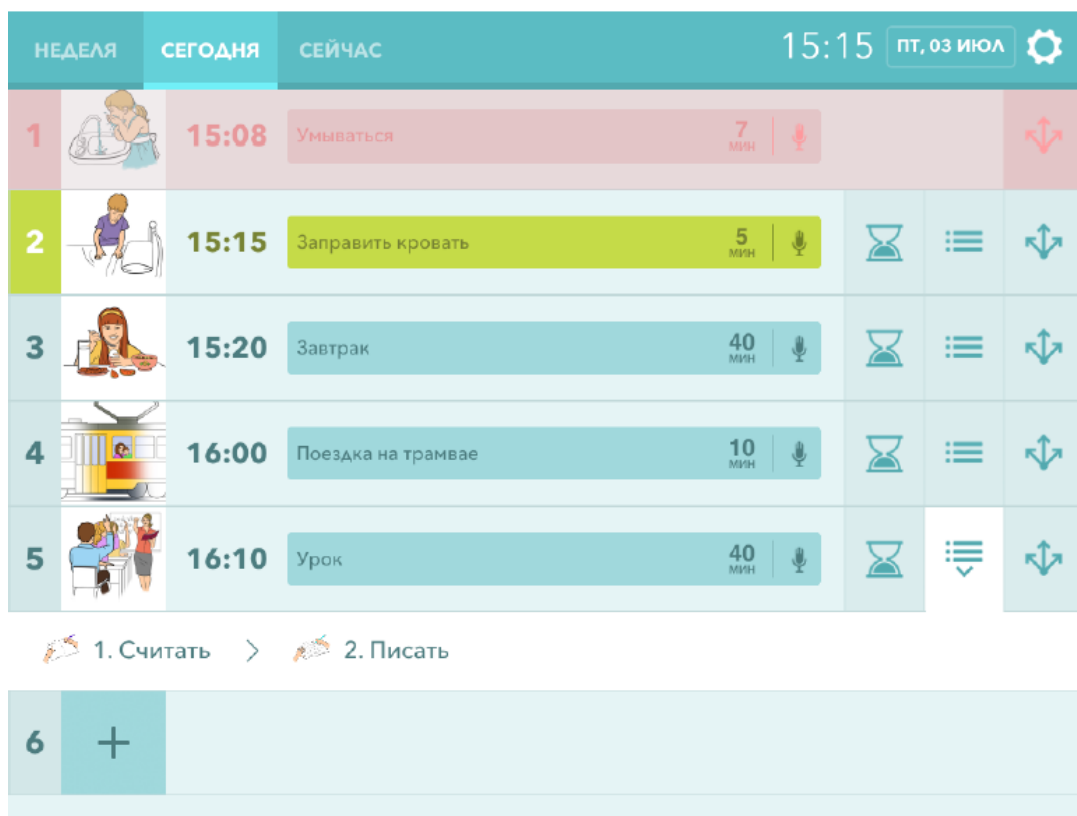 НЕДЕЛЯ СЕГОДНЯ СЕЙЧАС 15:15 ПТ, 03 ИЮЛ
1 15:08 Умываться 7 МИН
2 15:15 Заправить кровать 5 МИН
3 15:20 Завтрак 40 МИН
4 16:00 Поездка на трамвае 10 МИН
5 16:10 Урок 40 МИН
1. Считать > 2. Писать
6 +